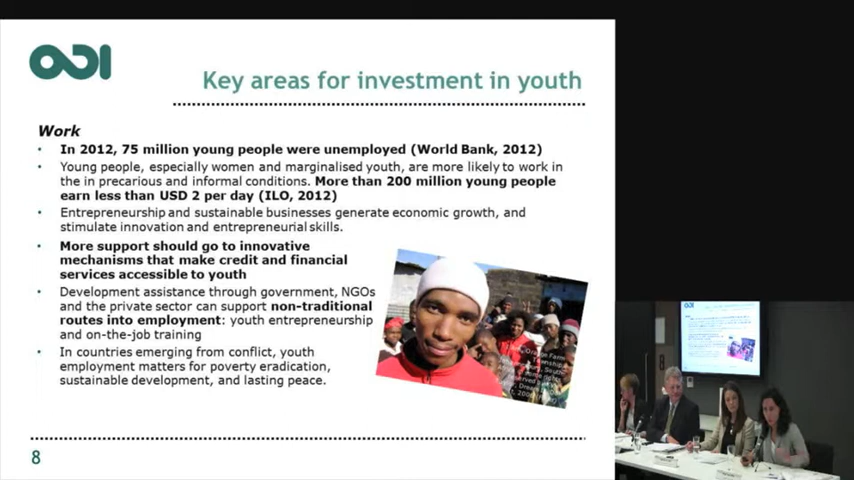 ODI
Key areas for investment in youth
Work
• In 2012, 75 million young people were unemployed (World Bank, 2012)
• Young people, especially women and marginalised youth, are more likely to work in
the in precarious and informal conditions. More than 200 million young people
earn less than USD 2 per day (ILO, 2012)
• Entrepreneurship and sustainable businesses generate economic growth, and
stimulate innovation and entrepreneurial skills.
• More support should go to innovative
mechanisms that make credit and financial
services accessible to youth
• Development assistance through government, NGOs
and the private sector can support non-traditional
routes into employment: youth entrepreneurship
and on-the-job training
• In countries emerging from conflict, youth
employment matters for poverty eradication,
sustainable development, and lasting peace.
Orange Farm
Township
8